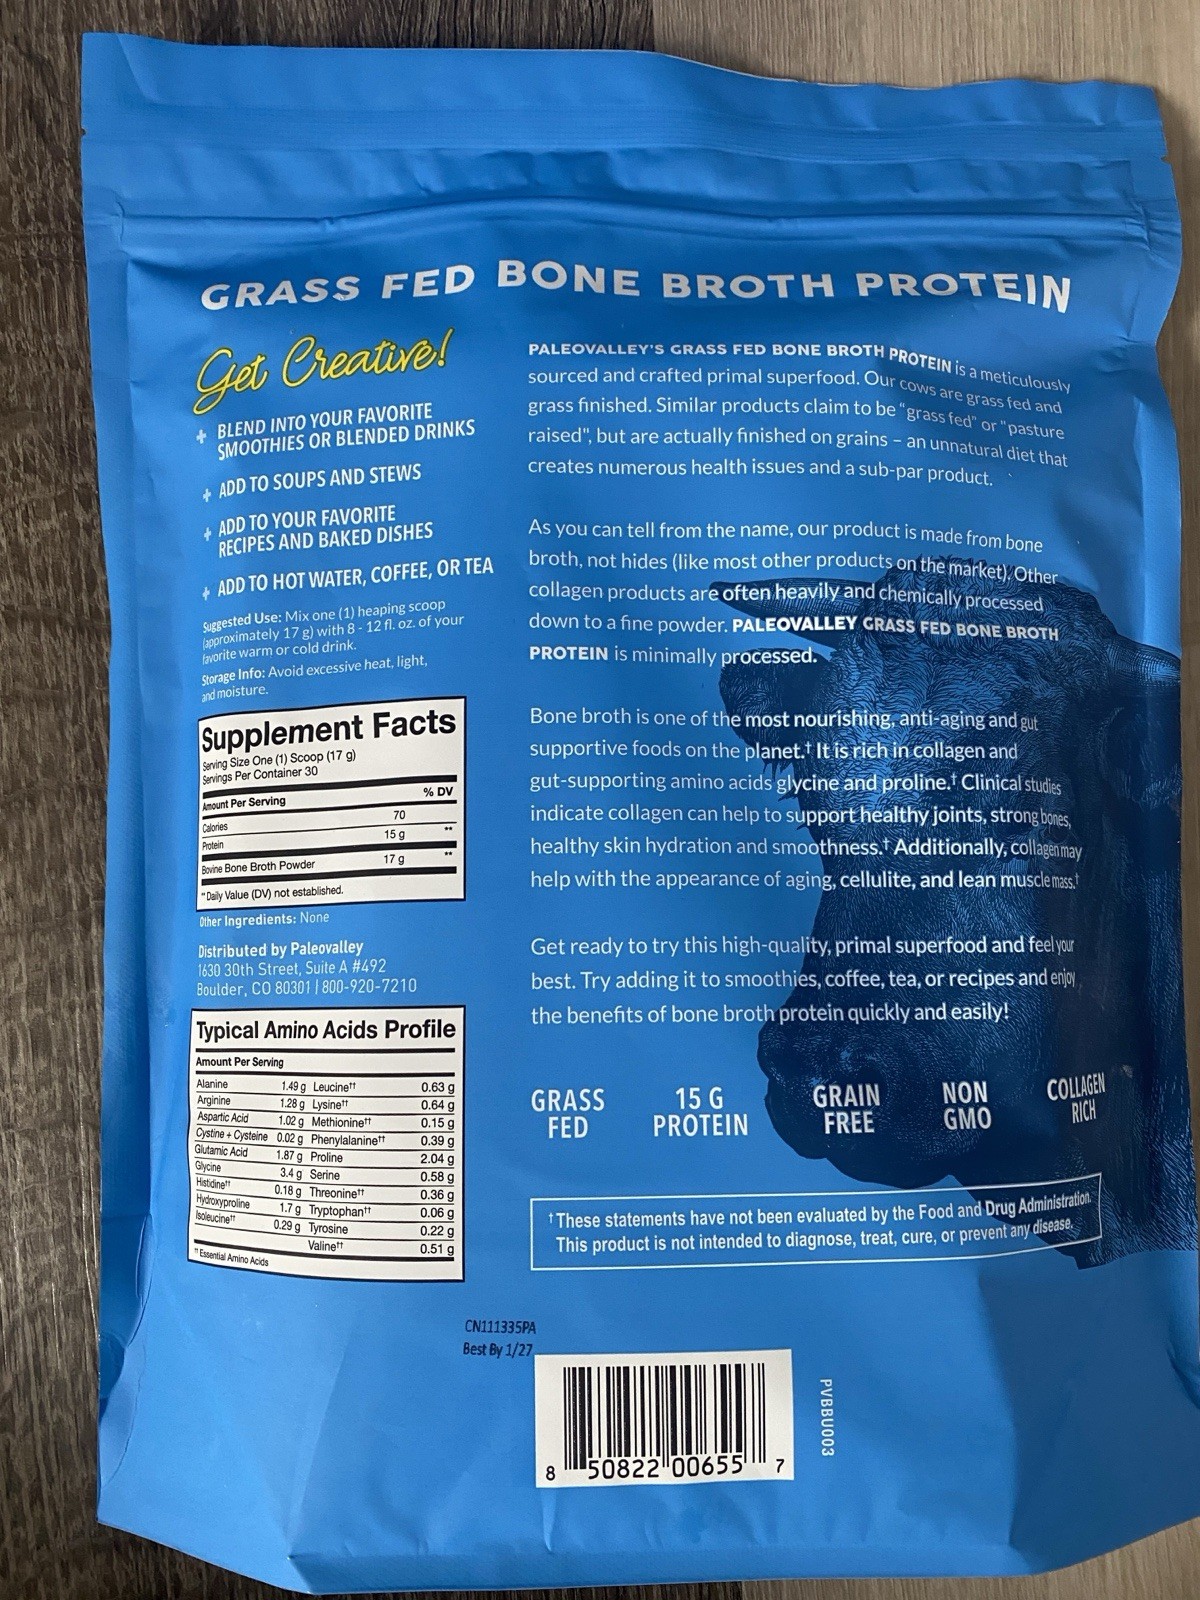 GRASS FED BONE BROTH PROTEIN
Get Creative!
+ BLEND INTO YOUR FAVORITE
SMOOTHIES OR BLENDED DRINKS
+ ADD TO SOUPS AND STEWS
+ ADD TO YOUR FAVORITE
RECIPES AND BAKED DISHES
+ ADD TO HOT WATER, COFFEE, OR TEA
Suggested Use: Mix one (1) heaping scoop
(approximately 17 g) with 8 - 12 fl. oz. of your
favorite warm or cold drink.
Storage Info: Avoid excessive heat, light,
and moisture.
Supplement Facts
Serving Size One (1) Scoop (17 g)
Servings Per Container 30
Amount Per Serving % DV
Calories 70
Protein 15 g **
Bovine Bone Broth Powder 17 g **
**Daily Value (DV) not established.
Other Ingredients: None
Distributed by Paleovalley
1630 30th Street, Suite A #492
Boulder, CO 80301 | 800-920-7210
Typical Amino Acids Profile
Amount Per Serving
Alanine 1.49 g Leucine†† 0.63 g
Arginine 1.28 g Lysine†† 0.64 g
Aspartic Acid 1.02 g Methionine†† 0.15 g
Cystine + Cysteine 0.02 g Phenylalanine†† 0.39 g
Glutamic Acid 1.87 g Proline 2.04 g
Glycine 3.4 g Serine 0.58 g
Histidine†† 0.18 g Threonine†† 0.36 g
Hydroxyproline 1.7 g Tryptophan†† 0.06 g
Isoleucine†† 0.29 g Tyrosine 0.22 g
Valine†† 0.51 g
†† Essential Amino Acids
PALEOVALLEY'S GRASS FED BONE BROTH PROTEIN is a meticulously
sourced and crafted primal superfood. Our cows are grass fed and
grass finished. Similar products claim to be "grass fed" or "pasture
raised", but are actually finished on grains – an unnatural diet that
creates numerous health issues and a sub-par product.
As you can tell from the name, our product is made from bone
broth, not hides (like most other products on the market). Other
collagen products are often heavily and chemically processed
down to a fine powder. PALEOVALLEY GRASS FED BONE BROTH
PROTEIN is minimally processed.
Bone broth is one of the most nourishing, anti-aging and gut
supportive foods on the planet.† It is rich in collagen and
gut-supporting amino acids glycine and proline.† Clinical studies
indicate collagen can help to support healthy joints, strong bones,
healthy skin hydration and smoothness.† Additionally, collagen may
help with the appearance of aging, cellulite, and lean muscle mass.†
Get ready to try this high-quality, primal superfood and feel your
best. Try adding it to smoothies, coffee, tea, or recipes and enjoy
the benefits of bone broth protein quickly and easily!
GRASS FED
15 G PROTEIN
GRAIN FREE
NON GMO
COLLAGEN RICH
†These statements have not been evaluated by the Food and Drug Administration.
This product is not intended to diagnose, treat, cure, or prevent any disease.
CN111335PA
Best By 1/27
8 50822 00655 7
PVBBU003